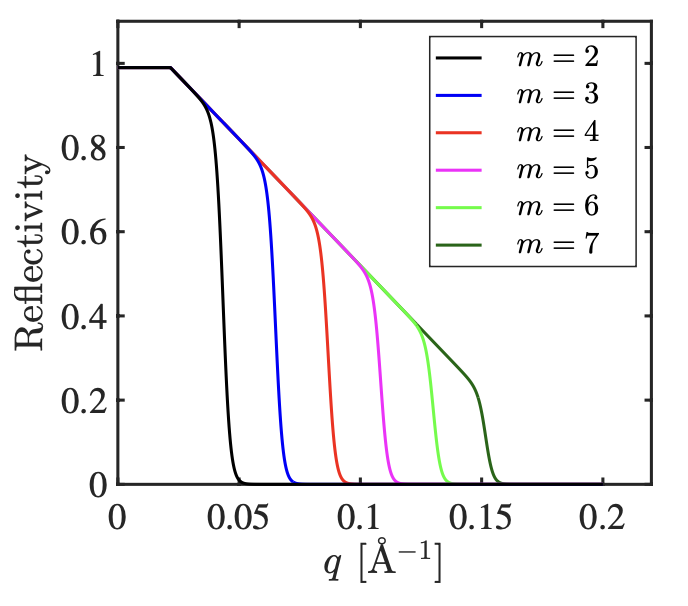 Reflectivity
1
0.8
0.6
0.4
0.2
0
0 0.05 0.1 0.15 0.2
q [Å⁻¹]
m = 2
m = 3
m = 4
m = 5
m = 6
m = 7